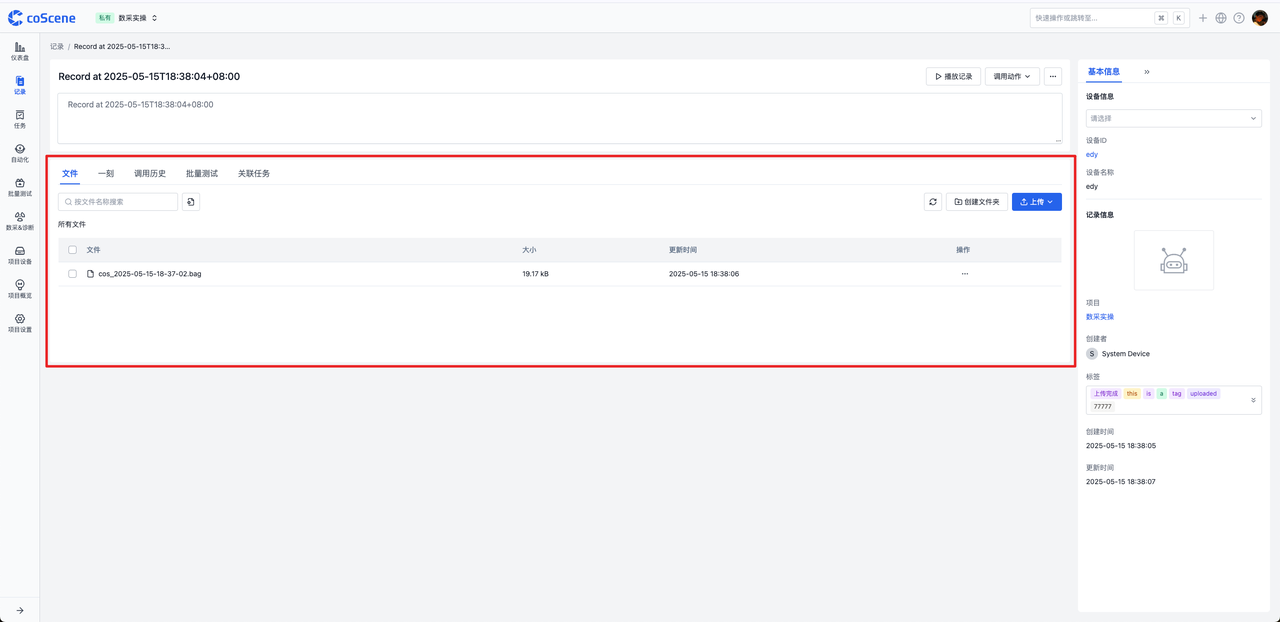 coScene
私有 数采实操
快速操作或跳转至... ⌘ K
仪表盘
记录
任务
自动化
批量测试
数采&诊断
项目设备
项目概览
项目设置
记录 / Record at 2025-05-15T18:3...
Record at 2025-05-15T18:38:04+08:00
播放记录 调用动作 ...
Record at 2025-05-15T18:38:04+08:00
文件 一刻 调用历史 批量测试 关联任务
按文件名称搜索
创建文件夹 上传
所有文件
文件 大小 更新时间 操作
cos_2025-05-15-18-37-02.bag 19.17 kB 2025-05-15 18:38:06 ...
基本信息 »
设备信息
请选择
设备ID
edy
设备名称
edy
记录信息
项目
数采实操
创建者
S System Device
标签
上传完成 this is a tag uploaded
77777
创建时间
2025-05-15 18:38:05
更新时间
2025-05-15 18:38:07